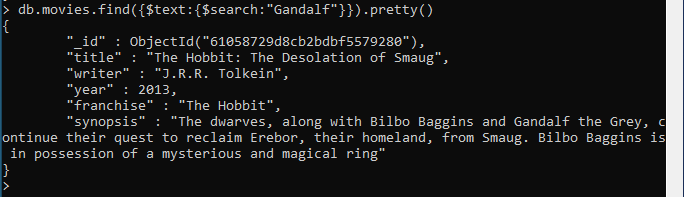 > db.movies.find({$text:{$search:"Gandalf"}}).pretty()
{
        "_id" : ObjectId("61058729d8cb2bdbf5579280"),
        "title" : "The Hobbit: The Desolation of Smaug",
        "writer" : "J.R.R. Tolkein",
        "year" : 2013,
        "franchise" : "The Hobbit",
        "synopsis" : "The dwarves, along with Bilbo Baggins and Gandalf the Grey, c
ontinue their quest to reclaim Erebor, their homeland, from Smaug. Bilbo Baggins is
 in possession of a mysterious and magical ring"
}
>